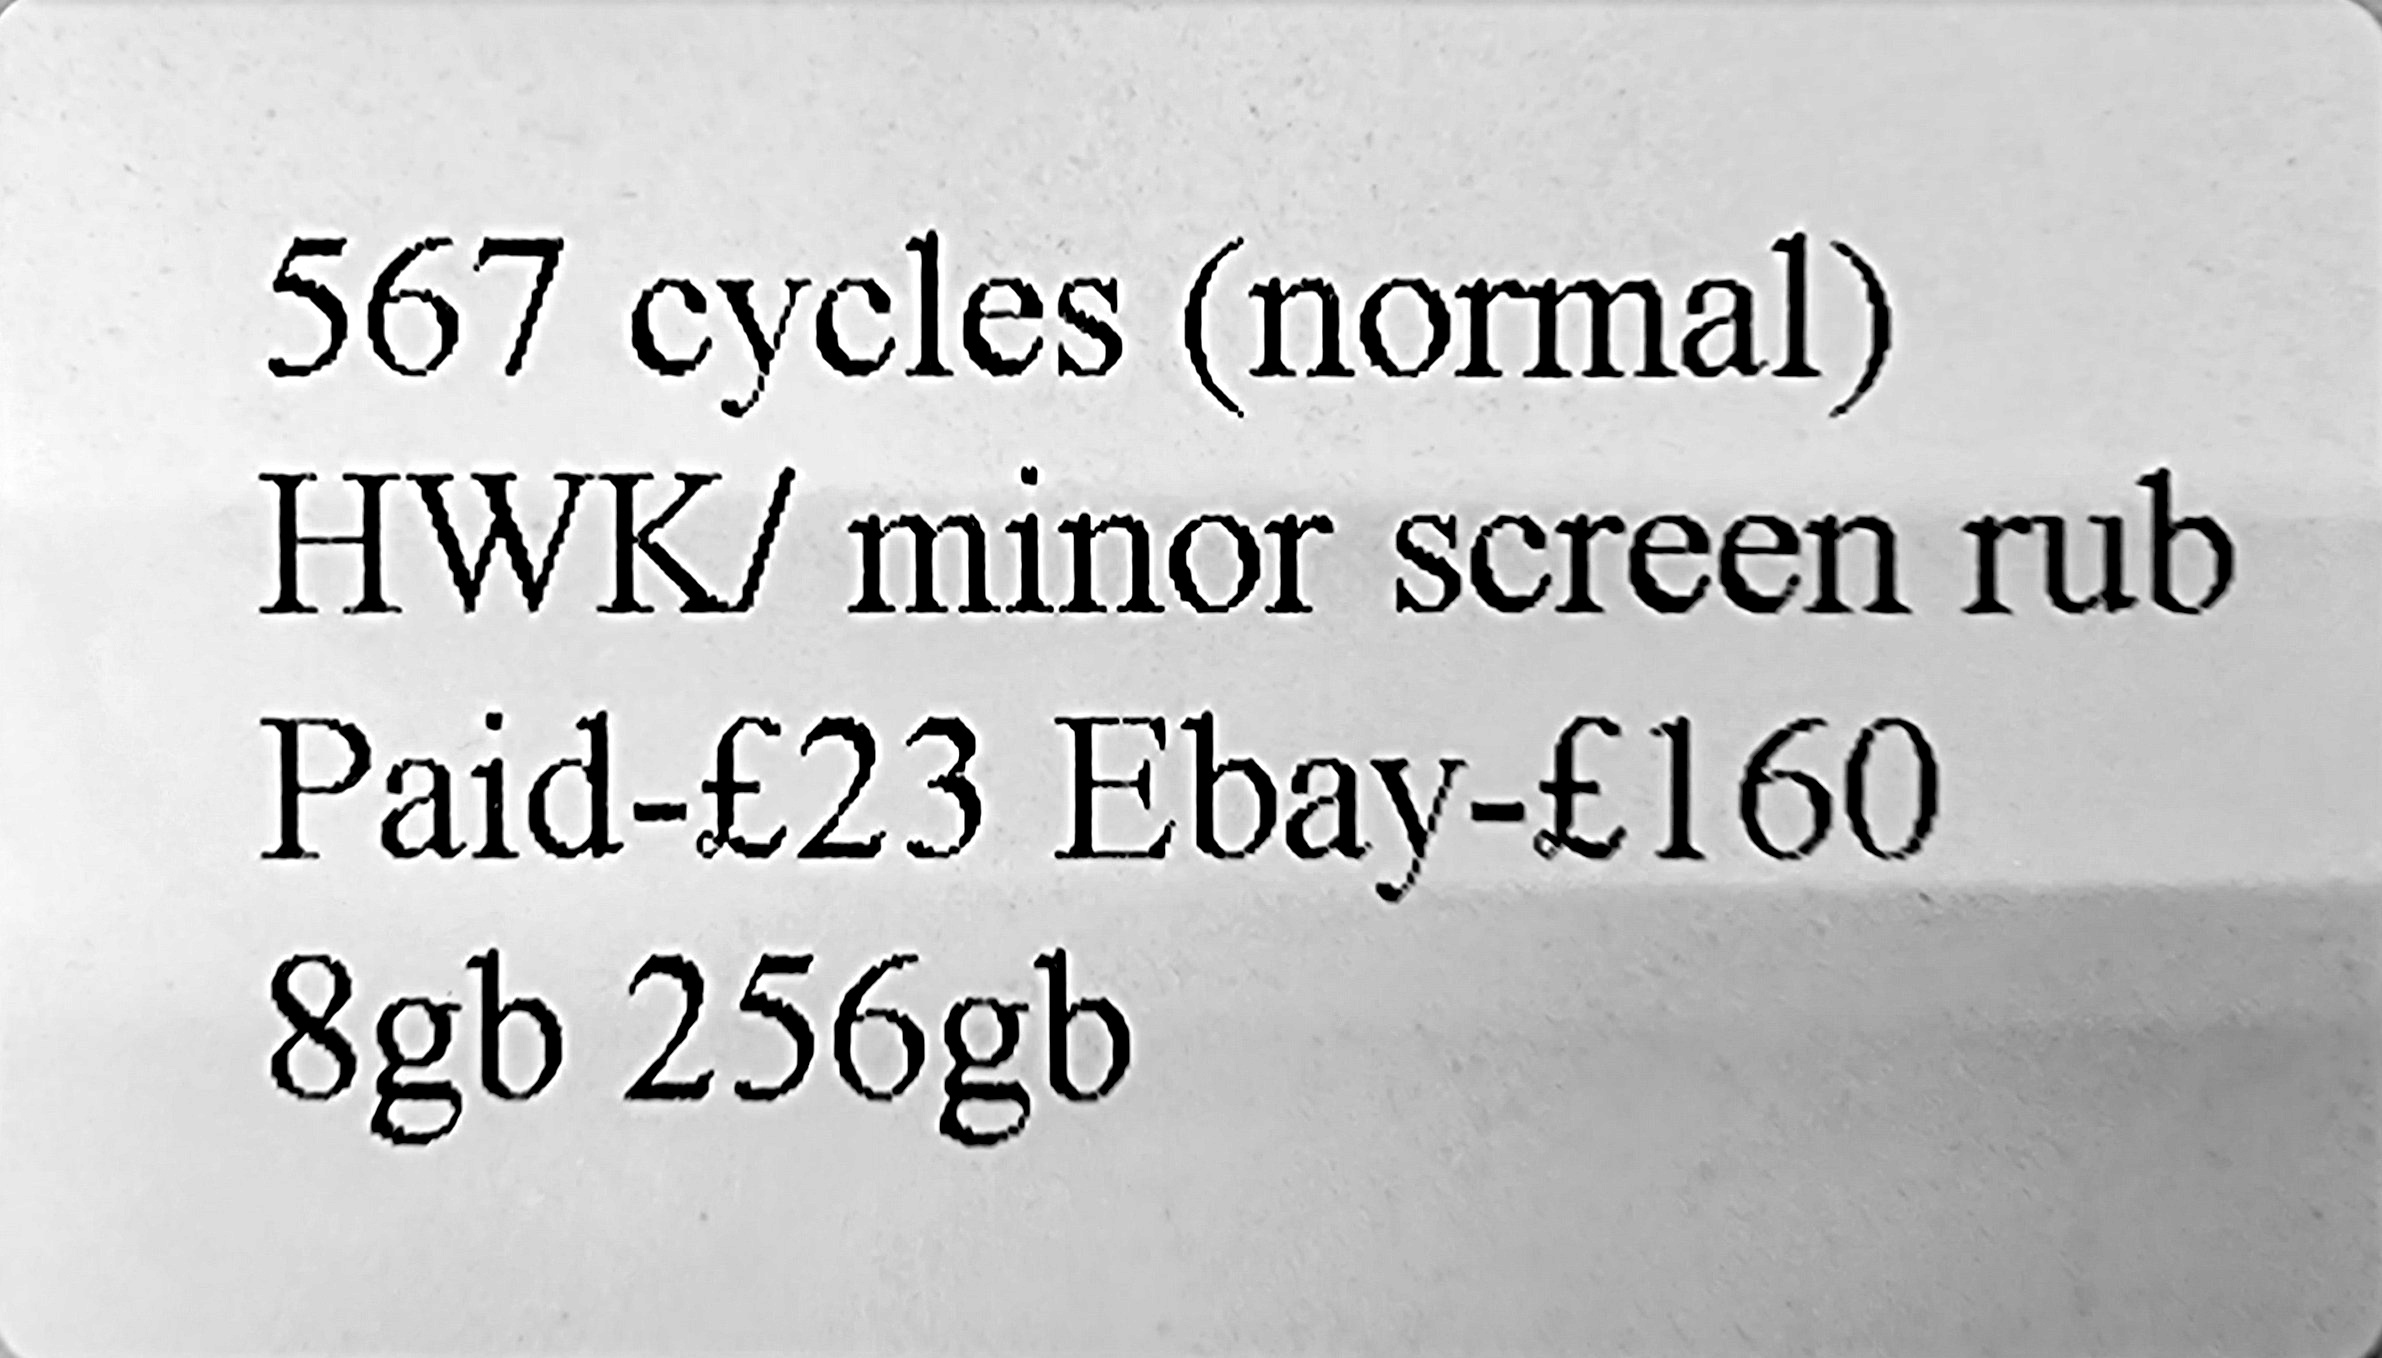 567 cycles (normal)
HWK/ minor screen rub
Paid-£23 Ebay-£160
8gb 256gb